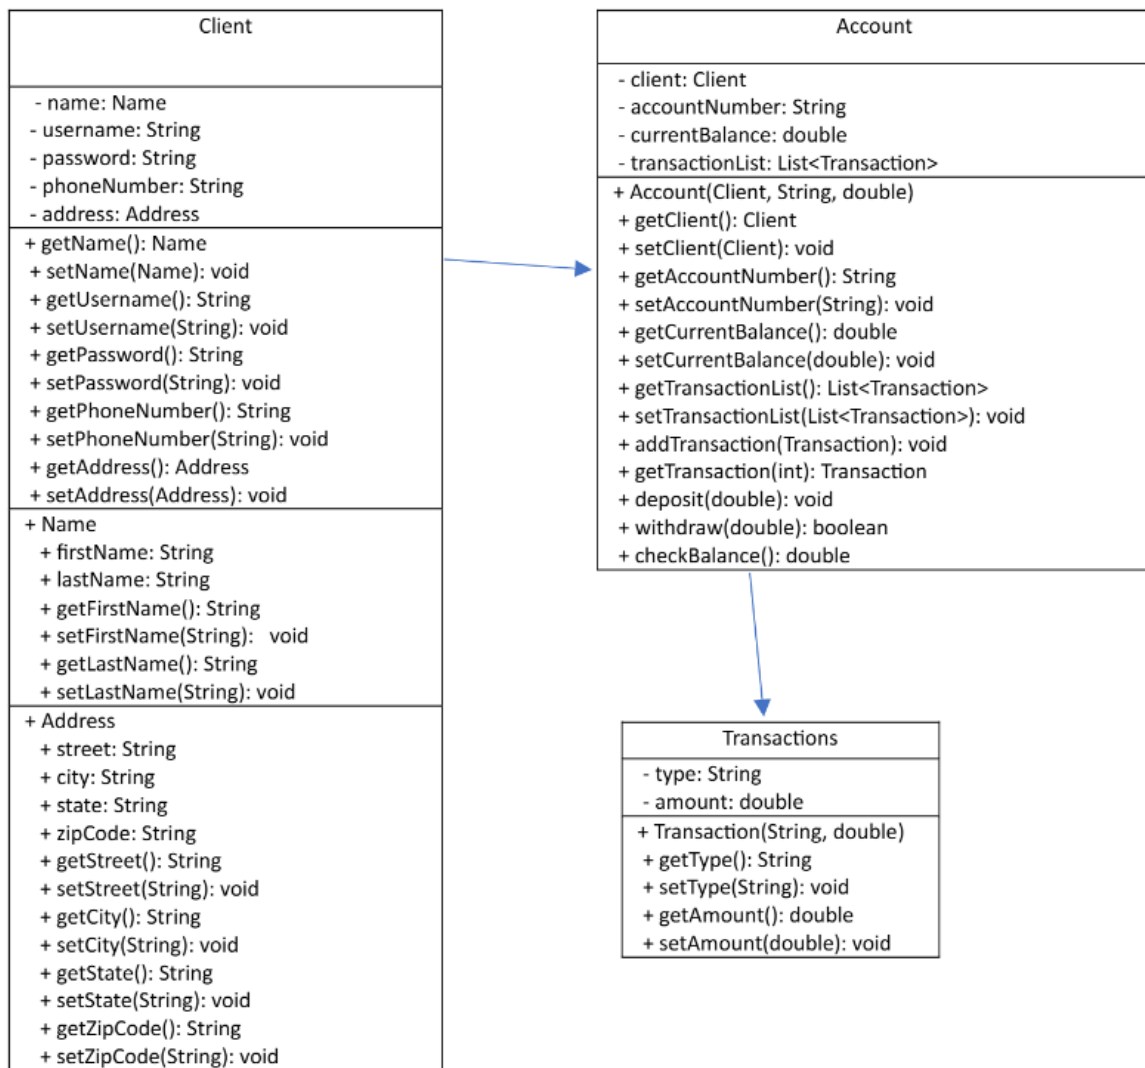 Client
- name: Name
- username: String
- password: String
- phoneNumber: String
- address: Address
+ getName(): Name
+ setName(Name): void
+ getUsername(): String
+ setUsername(String): void
+ getPassword(): String
+ setPassword(String): void
+ getPhoneNumber(): String
+ setPhoneNumber(String): void
+ getAddress(): Address
+ setAddress(Address): void
+ Name
+ firstName: String
+ lastName: String
+ getFirstName(): String
+ setFirstName(String): void
+ getLastName(): String
+ setLastName(String): void
+ Address
+ street: String
+ city: String
+ state: String
+ zipCode: String
+ getStreet(): String
+ setStreet(String): void
+ getCity(): String
+ setCity(String): void
+ getState(): String
+ setState(String): void
+ getZipCode(): String
+ setZipCode(String): void
Account
- client: Client
- accountNumber: String
- currentBalance: double
- transactionList: List<Transaction>
+ Account(Client, String, double)
+ getClient(): Client
+ setClient(Client): void
+ getAccountNumber(): String
+ setAccountNumber(String): void
+ getCurrentBalance(): double
+ setCurrentBalance(double): void
+ getTransactionList(): List<Transaction>
+ setTransactionList(List<Transaction>): void
+ addTransaction(Transaction): void
+ getTransaction(int): Transaction
+ deposit(double): void
+ withdraw(double): boolean
+ checkBalance(): double
Transactions
- type: String
- amount: double
+ Transaction(String, double)
+ getType(): String
+ setType(String): void
+ getAmount(): double
+ setAmount(double): void